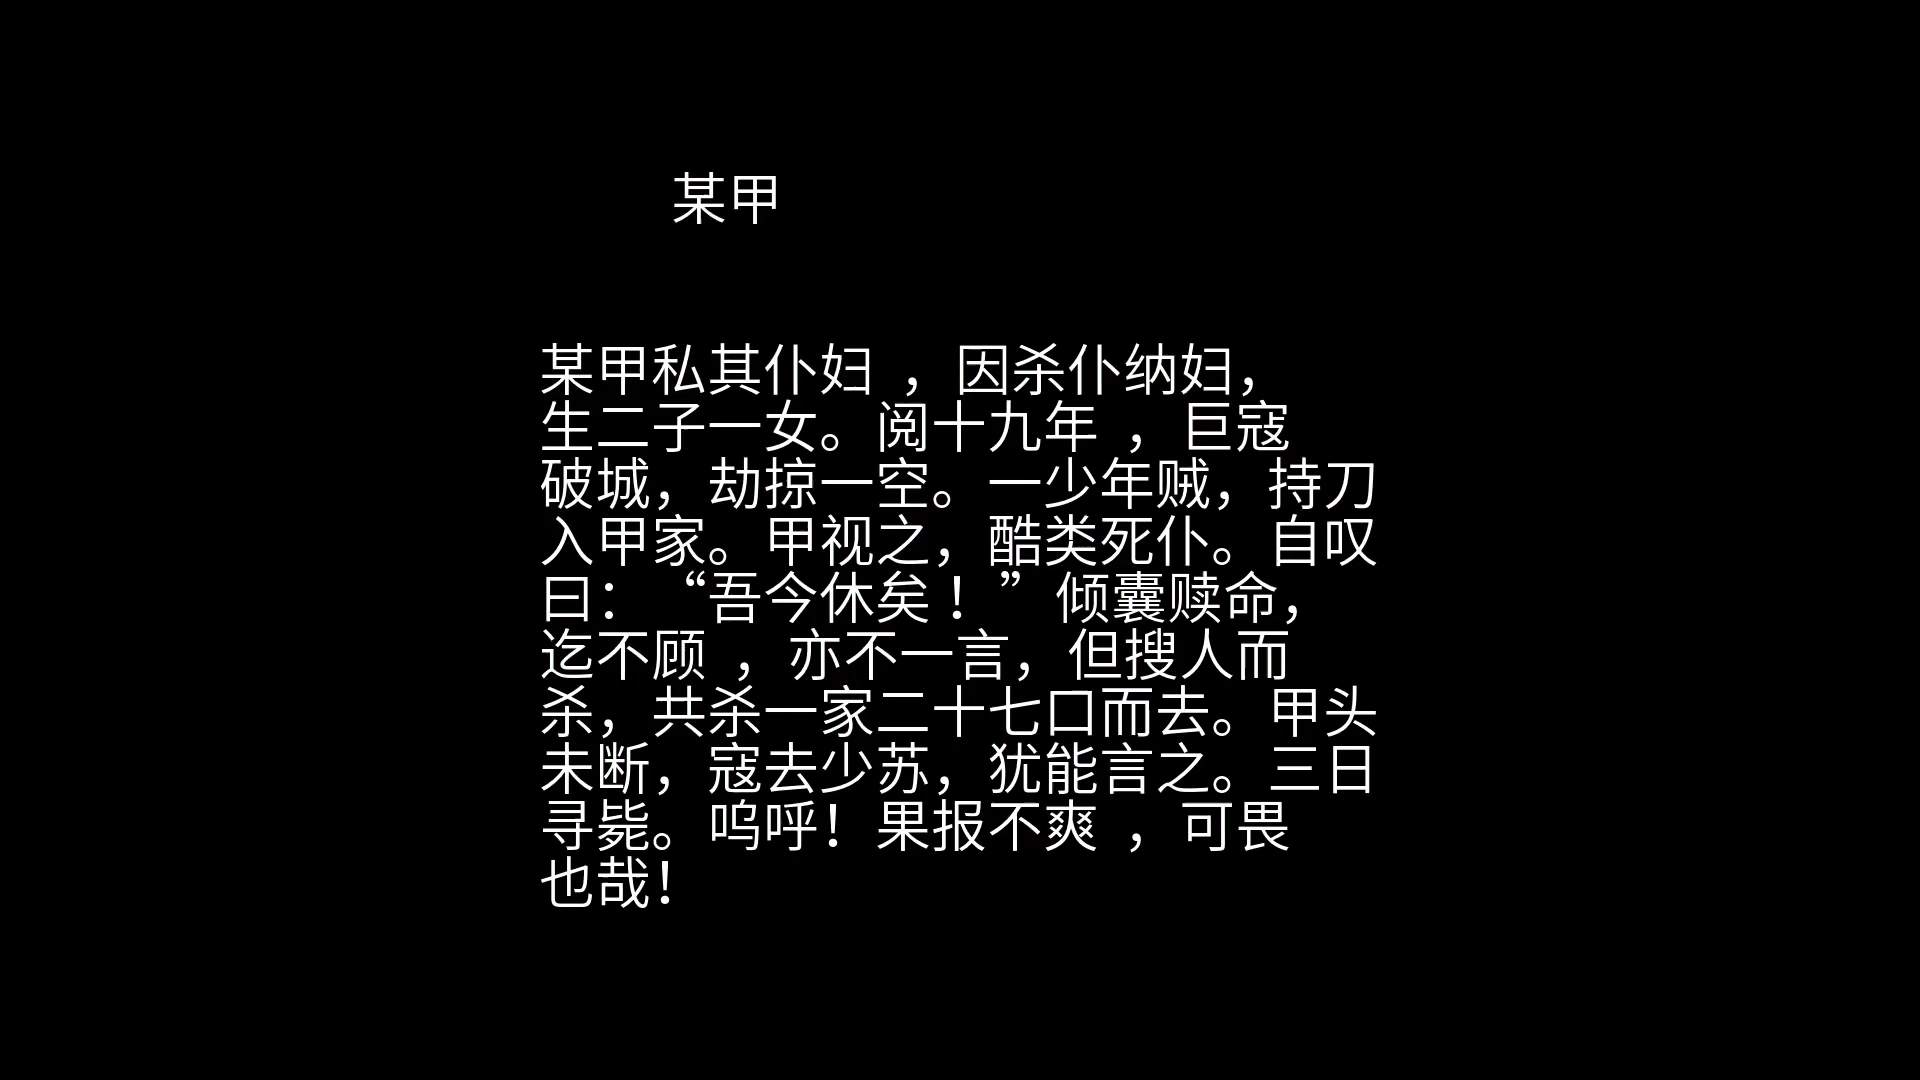 某甲
某甲私其仆妇 ，因杀仆纳妇，
生二子一女。阅十九年 ，巨寇
破城，劫掠一空。一少年贼，持刀
入甲家。甲视之，酷类死仆。自叹
曰：“吾今休矣！”倾囊赎命，
迄不顾 ，亦不一言，但搜人而
杀，共杀一家二十七口而去。甲头
未断，寇去少苏，犹能言之。三日
寻毙。呜呼！果报不爽 ，可畏
也哉！